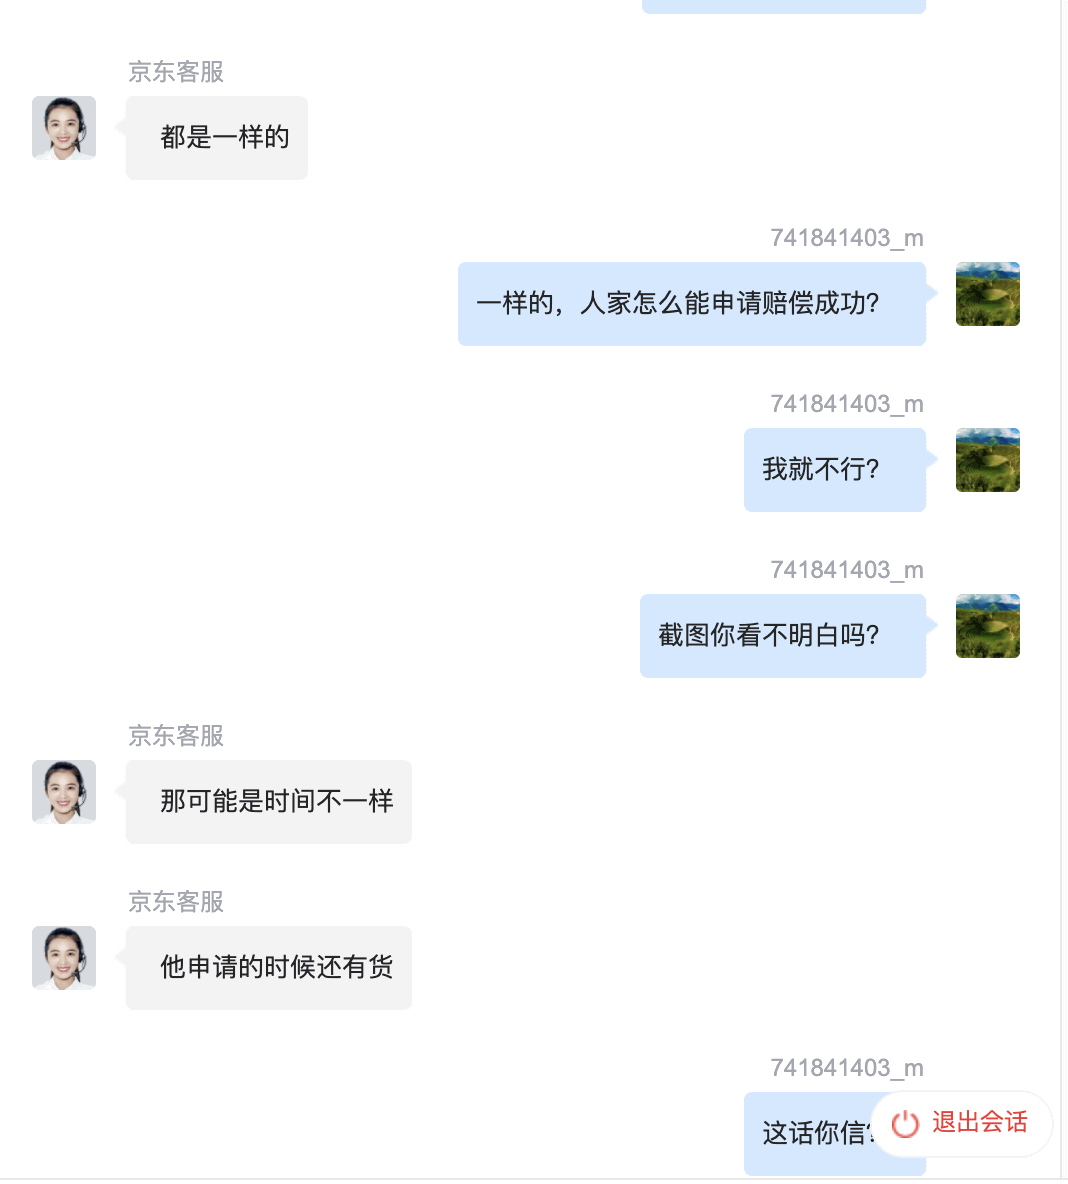 京东客服
都是一样的
741841403_m
一样的，人家怎么能申请赔偿成功?
741841403_m
我就不行?
741841403_m
截图你看不明白吗?
京东客服
那可能是时间不一样
京东客服
他申请的时候还有货
741841403_m
这话你信?
退出会话